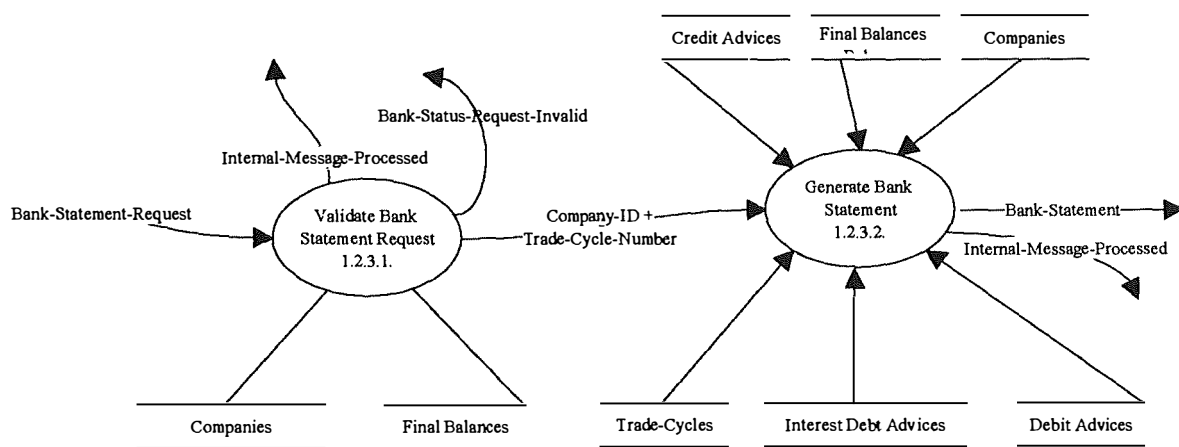 Credit Advices
Final Balances
Companies
Bank-Status-Request-Invalid
Internal-Message-Processed
Bank-Statement-Request
Validate Bank
Statement Request
1.2.3.1.
Company-ID +
Trade-Cycle-Number
Generate Bank
Statement
1.2.3.2.
Bank-Statement
Internal-Message-Processed
Companies
Final Balances
Trade-Cycles
Interest Debt Advices
Debit Advices